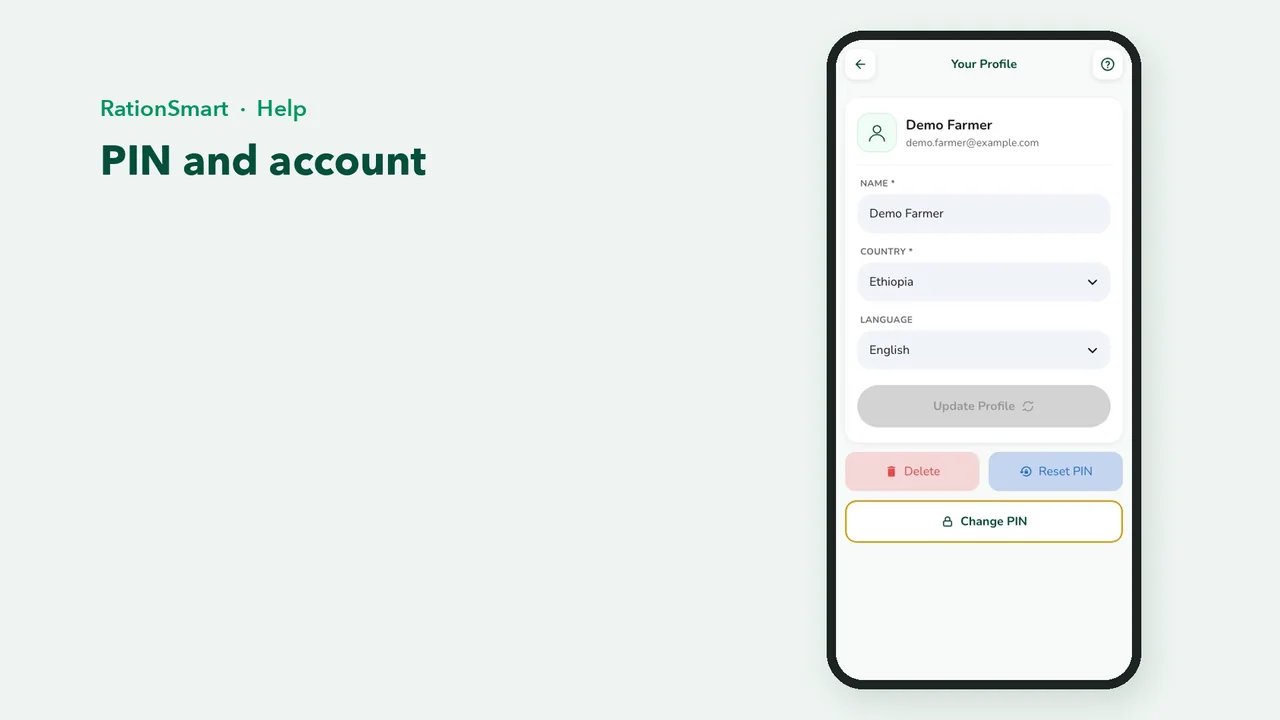 RationSmart · Help
PIN and account
Your Profile
Demo Farmer
demo.farmer@example.com
NAME *
Demo Farmer
COUNTRY *
Ethiopia
LANGUAGE
English
Update Profile
Delete
Reset PIN
Change PIN